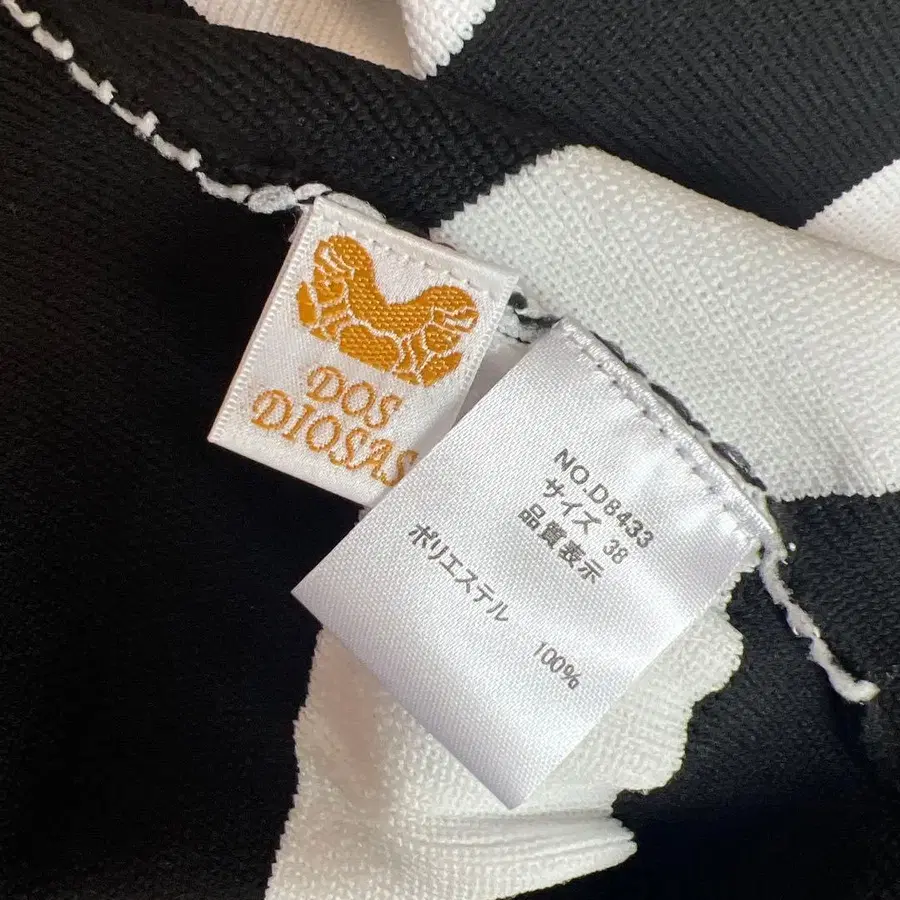 DOS
DIOSAS
NO.D8433
サイズ 38
品質表示
ポリエステル 100%